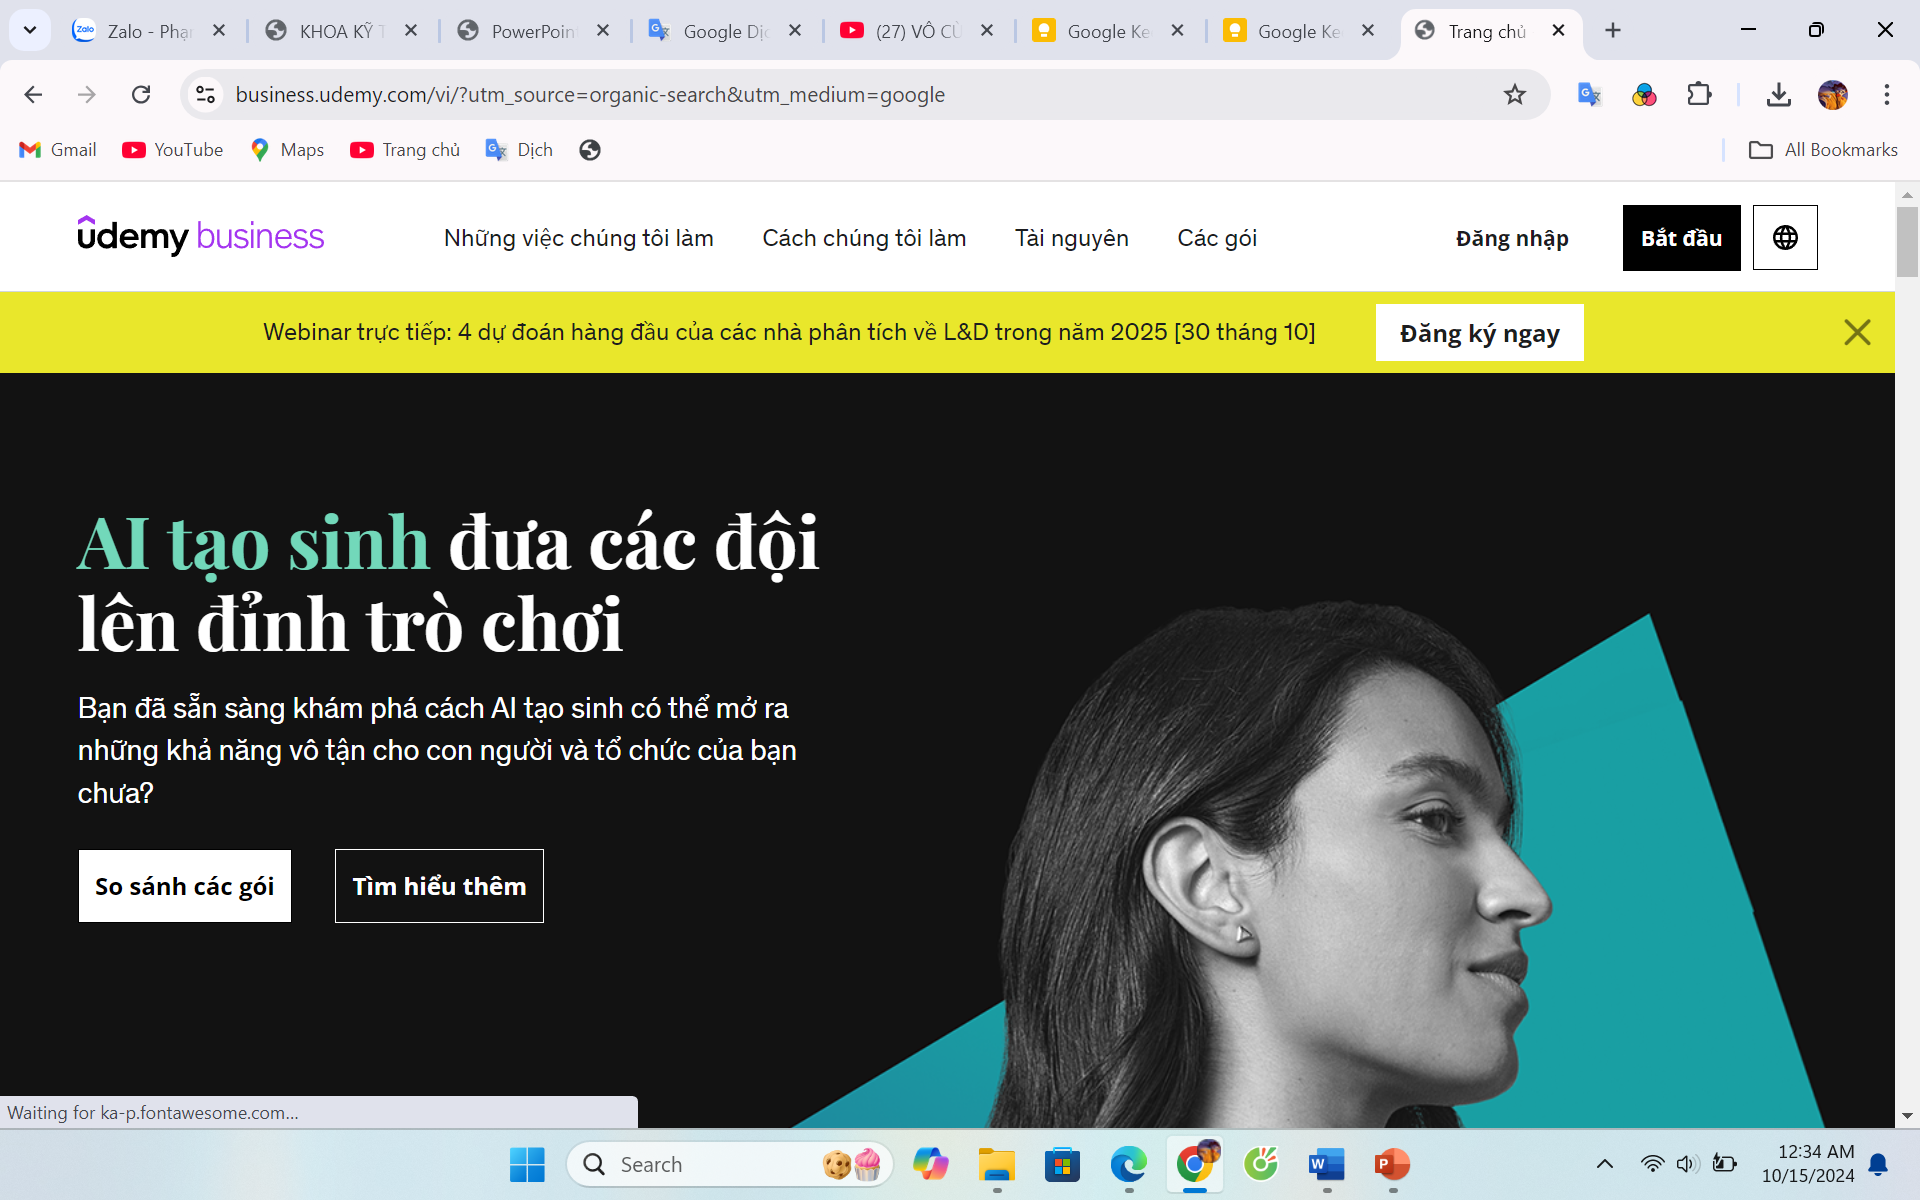 Zalo - Phạ
KHOA KỸ T
PowerPoin
Google Dị
(27) VÔ CÙ
Google Ke
Google Ke
Trang chủ
business.udemy.com/vi/?utm_source=organic-search&utm_medium=google
Gmail
YouTube
Maps
Trang chủ
Dịch
All Bookmarks
udemy business
Những việc chúng tôi làm
Cách chúng tôi làm
Tài nguyên
Các gói
Đăng nhập
Bắt đầu
Webinar trực tiếp: 4 dự đoán hàng đầu của các nhà phân tích về L&D trong năm 2025 [30 tháng 10]
Đăng ký ngay
AI tạo sinh đưa các đội
lên đỉnh trò chơi
Bạn đã sẵn sàng khám phá cách AI tạo sinh có thể mở ra
những khả năng vô tận cho con người và tổ chức của bạn
chưa?
So sánh các gói
Tìm hiểu thêm
Waiting for ka-p.fontawesome.com...
Search
12:34 AM
10/15/2024